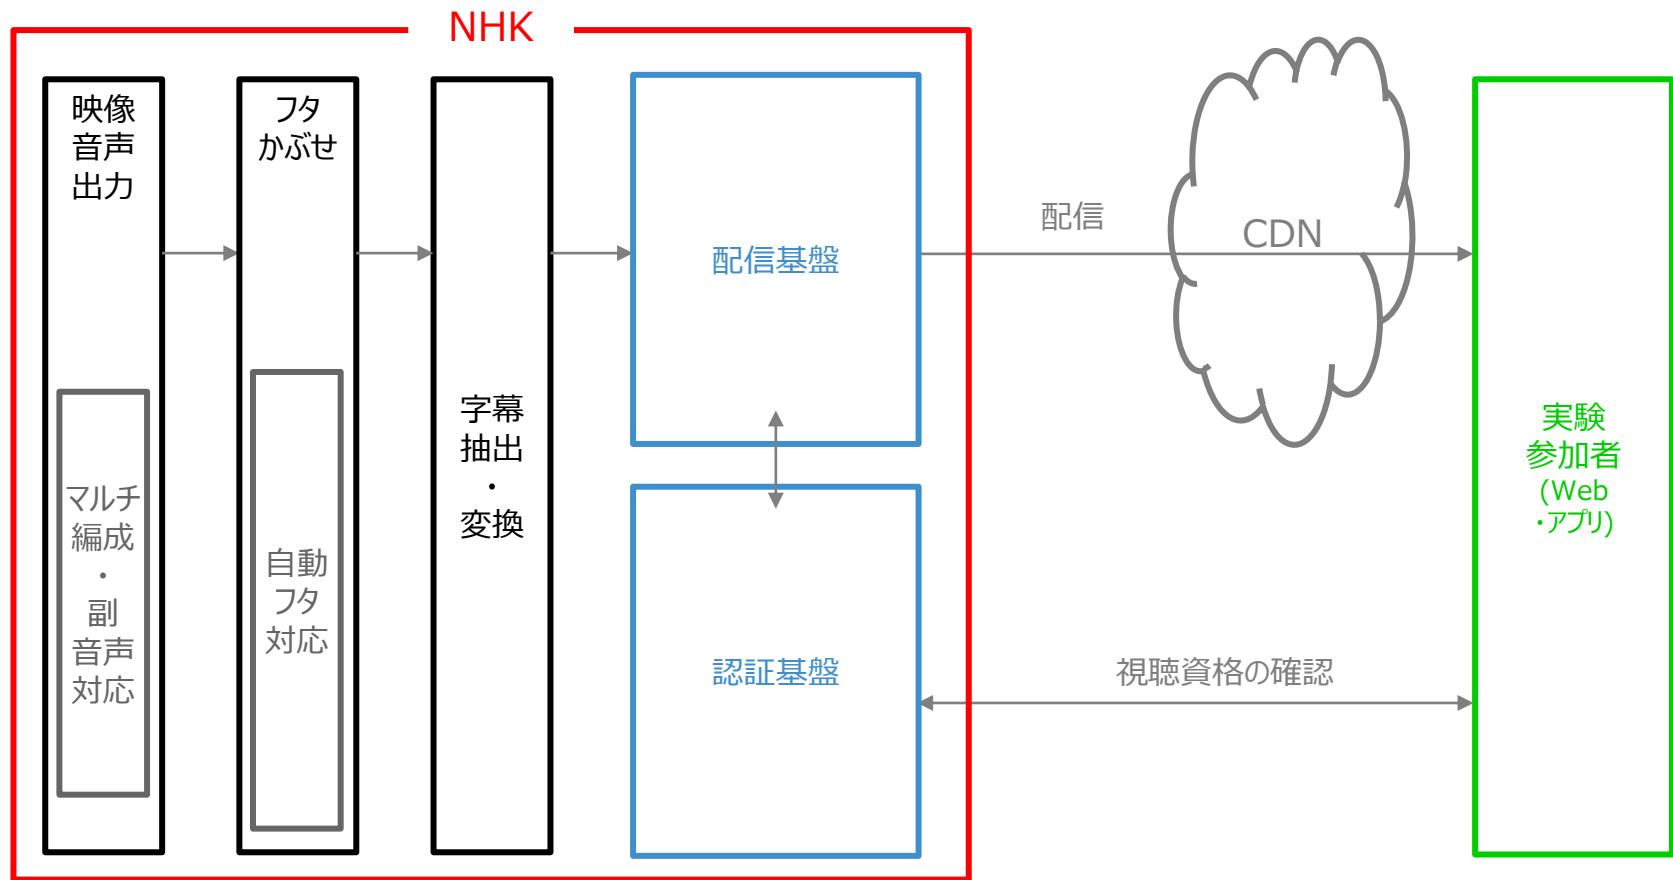 NHK
映像
音声
出力
マルチ
編成
・
副
音声
対応
フタ
かぶせ
自動
フタ
対応
字幕
抽出
・
変換
配信基盤
認証基盤
配信
CDN
視聴資格の確認
実験
参加者
(Web
・アプリ)